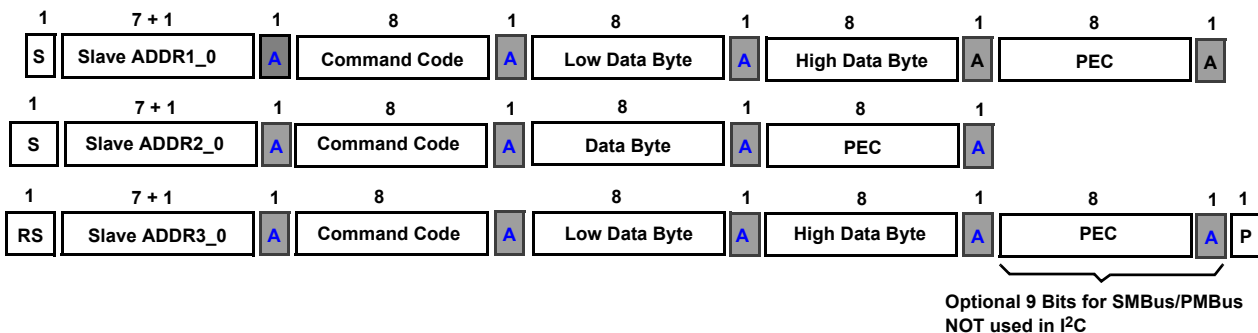 1 7 + 1 1 8 1 8 1 8 1 8 1
S Slave ADDR1_0 A Command Code A Low Data Byte A High Data Byte A PEC A
1 7 + 1 1 8 1 8 1 8 1
S Slave ADDR2_0 A Command Code A Data Byte A PEC A
1 7 + 1 1 8 1 8 1 8 1 8 1 1
RS Slave ADDR3_0 A Command Code A Low Data Byte A High Data Byte A PEC A P
Optional 9 Bits for SMBus/PMBus
NOT used in I²C